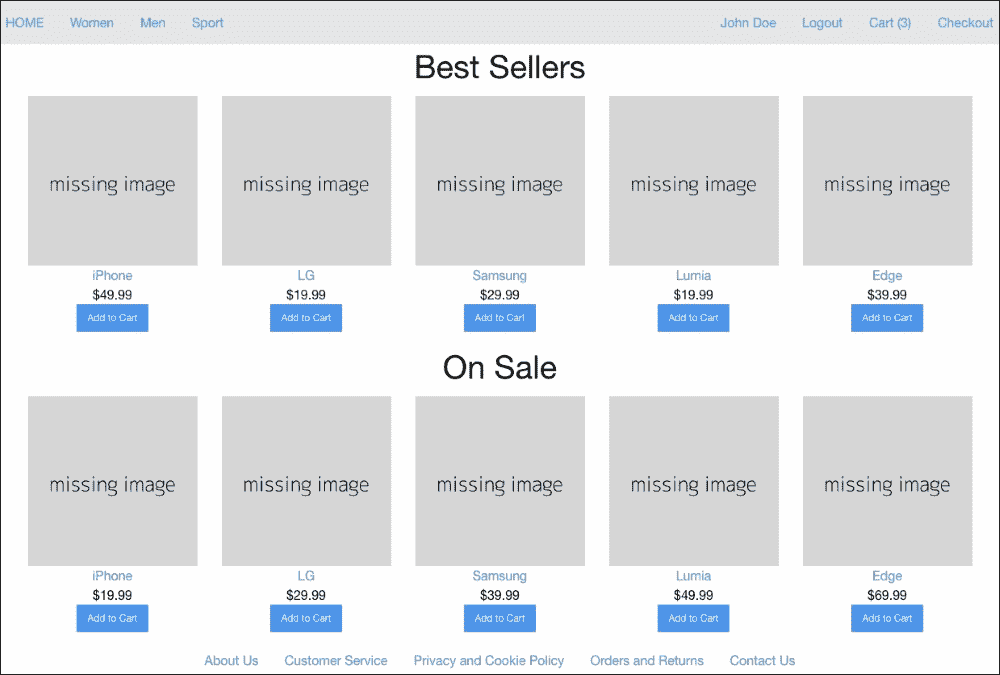 HOME Women Men Sport John Doe Logout Cart (3) Checkout
Best Sellers
missing image missing image missing image missing image missing image
iPhone LG Samsung Lumia Edge
$49.99 $19.99 $29.99 $19.99 $39.99
Add to Cart Add to Cart Add to Cart Add to Cart Add to Cart
On Sale
missing image missing image missing image missing image missing image
iPhone LG Samsung Lumia Edge
$19.99 $29.99 $39.99 $49.99 $69.99
Add to Cart Add to Cart Add to Cart Add to Cart Add to Cart
About Us Customer Service Privacy and Cookie Policy Orders and Returns Contact Us